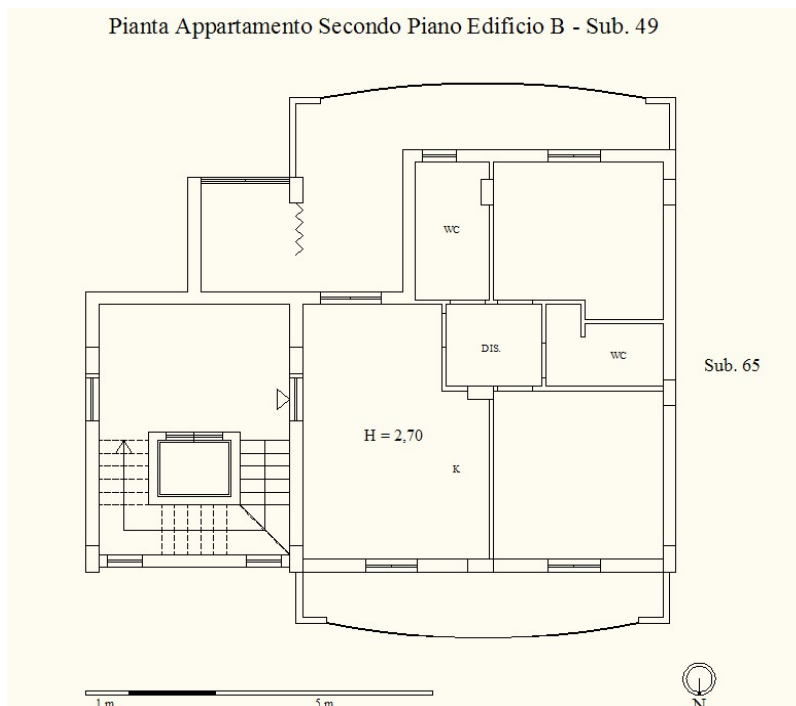 Pianta Appartamento Secondo Piano Edificio B - Sub. 49
WC
DIS.
WC
Sub. 65
H = 2,70
K
1 m
5 m
N